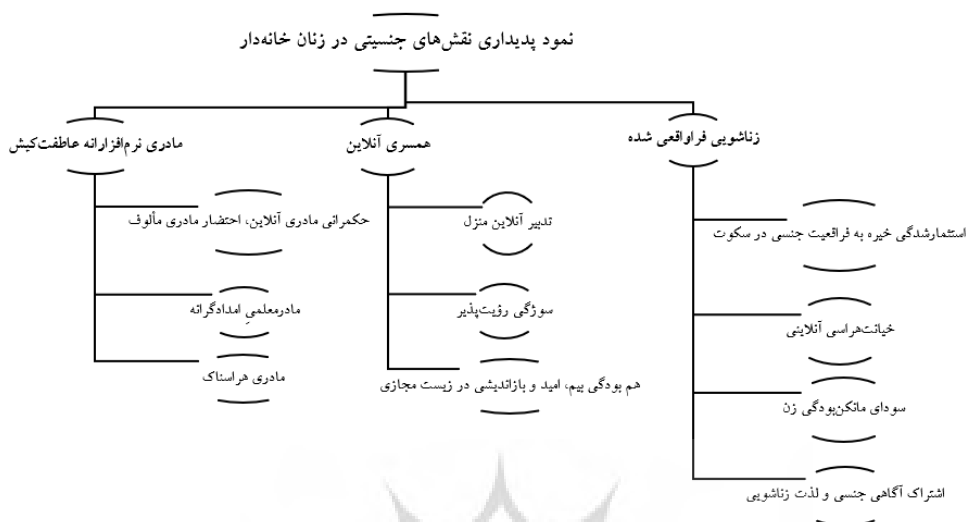 نمود پدیداری نقش‌های جنسیتی در زنان خانه‌دار
زناشویی فراواقعی شده
استثمارشدگی خیره به فراقعیت جنسی در سکوت
خیانت‌هراسی آنلاینی
سودای مانکن‌بودگی زن
اشتراک آگاهی جنسی و لذت زناشویی
همسری آنلاین
تدبیر آنلاین منزل
سوژگی رؤیت‌پذیر
هم بودگی بیم، امید و بازاندیشی در زیست مجازی
مادری نرم‌افزارانه عاطفت‌کیش
حکمرانی مادری آنلاین، احتضار مادری مألوف
مادرمعلمیِ امدادگرانه
مادری هراسناک